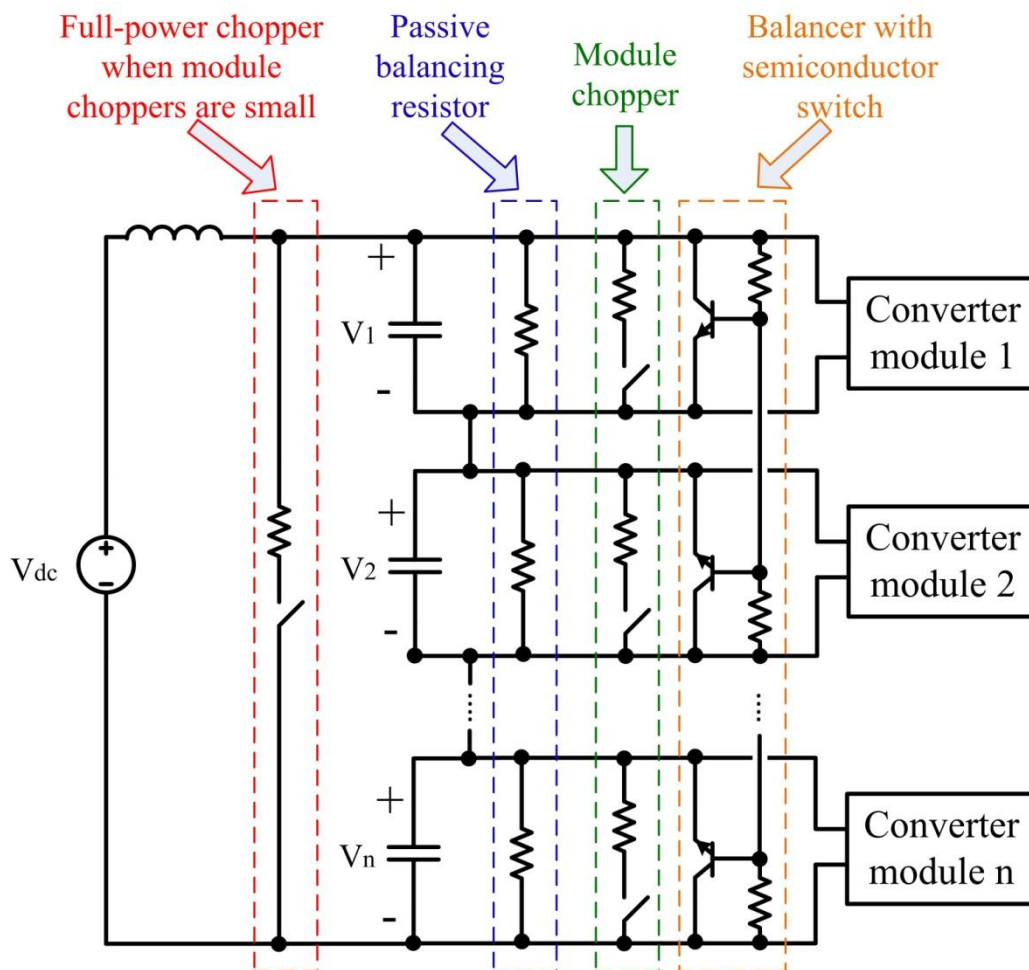 Full-power chopper
when module
choppers are small
Passive
balancing
resistor
Module
chopper
Balancer with
semiconductor
switch
+
V1
-
Converter
module 1
+
V2
-
Converter
module 2
+
-
Vdc
+
Vn
-
Converter
module n